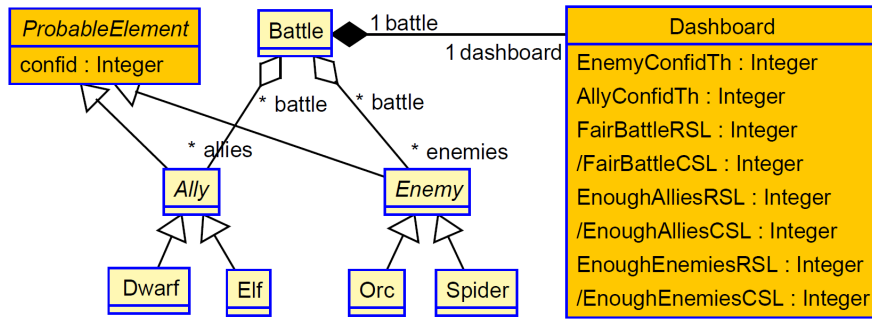 ProbableElement
confid : Integer
Battle
1 battle
1 dashboard
* battle
* battle
* allies
* enemies
Ally
Enemy
Dwarf
Elf
Orc
Spider
Dashboard
EnemyConfidTh : Integer
AllyConfidTh : Integer
FairBattleRSL : Integer
/FairBattleCSL : Integer
EnoughAlliesRSL : Integer
/EnoughAlliesCSL : Integer
EnoughEnemiesRSL : Integer
/EnoughEnemiesCSL : Integer